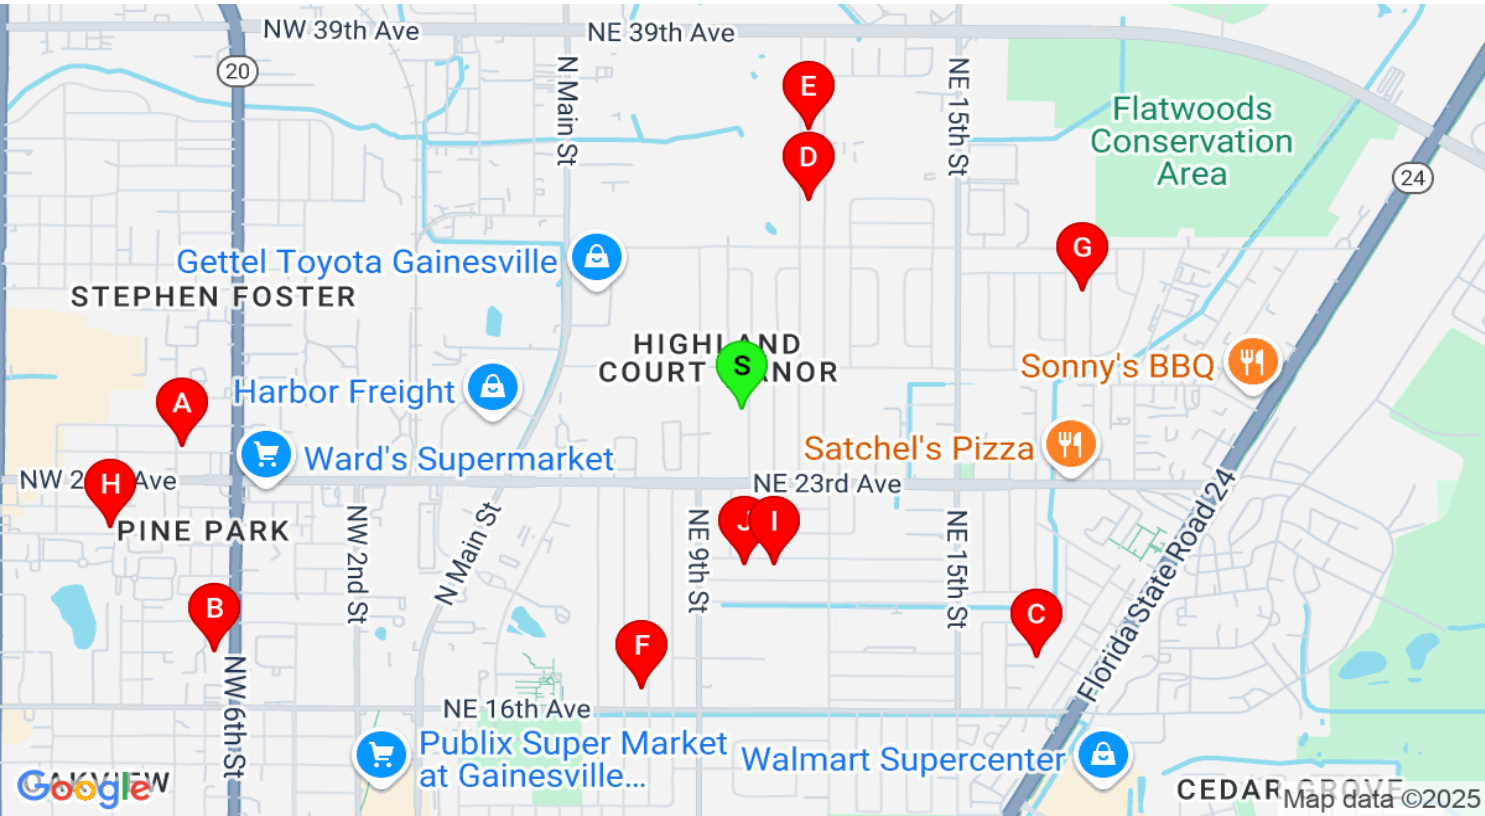 NW 39th Ave
NE 39th Ave
20
N Main St
NE 15th St
E
D
Flatwoods
Conservation
Area
24
G
Gettel Toyota Gainesville
STEPHEN FOSTER
HIGHLAND
COURT
S
Sonny's BBQ
Harbor Freight
A
Satchel's Pizza
Ward's Supermarket
NW
Ave
H
NE 23rd Ave
PINE PARK
J
I
NW 2nd St
N Main St
NE 9th St
NE 15th St
Florida State Road 24
B
C
F
NW 6th St
NE 16th Ave
Publix Super Market
at Gainesville...
Walmart Supercenter
Google
CEDAR GROVE
Map data ©2025